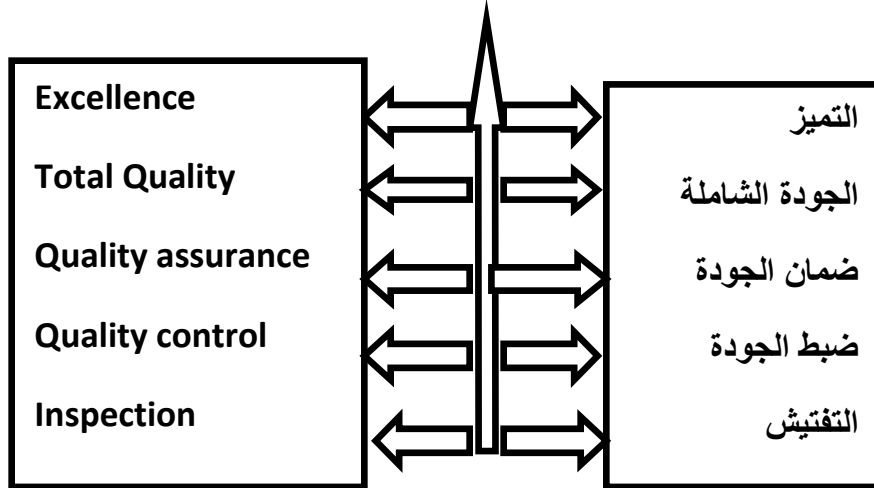 Excellence
Total Quality
Quality assurance
Quality control
Inspection
التميز
الجودة الشاملة
ضمان الجودة
ضبط الجودة
التفتيش